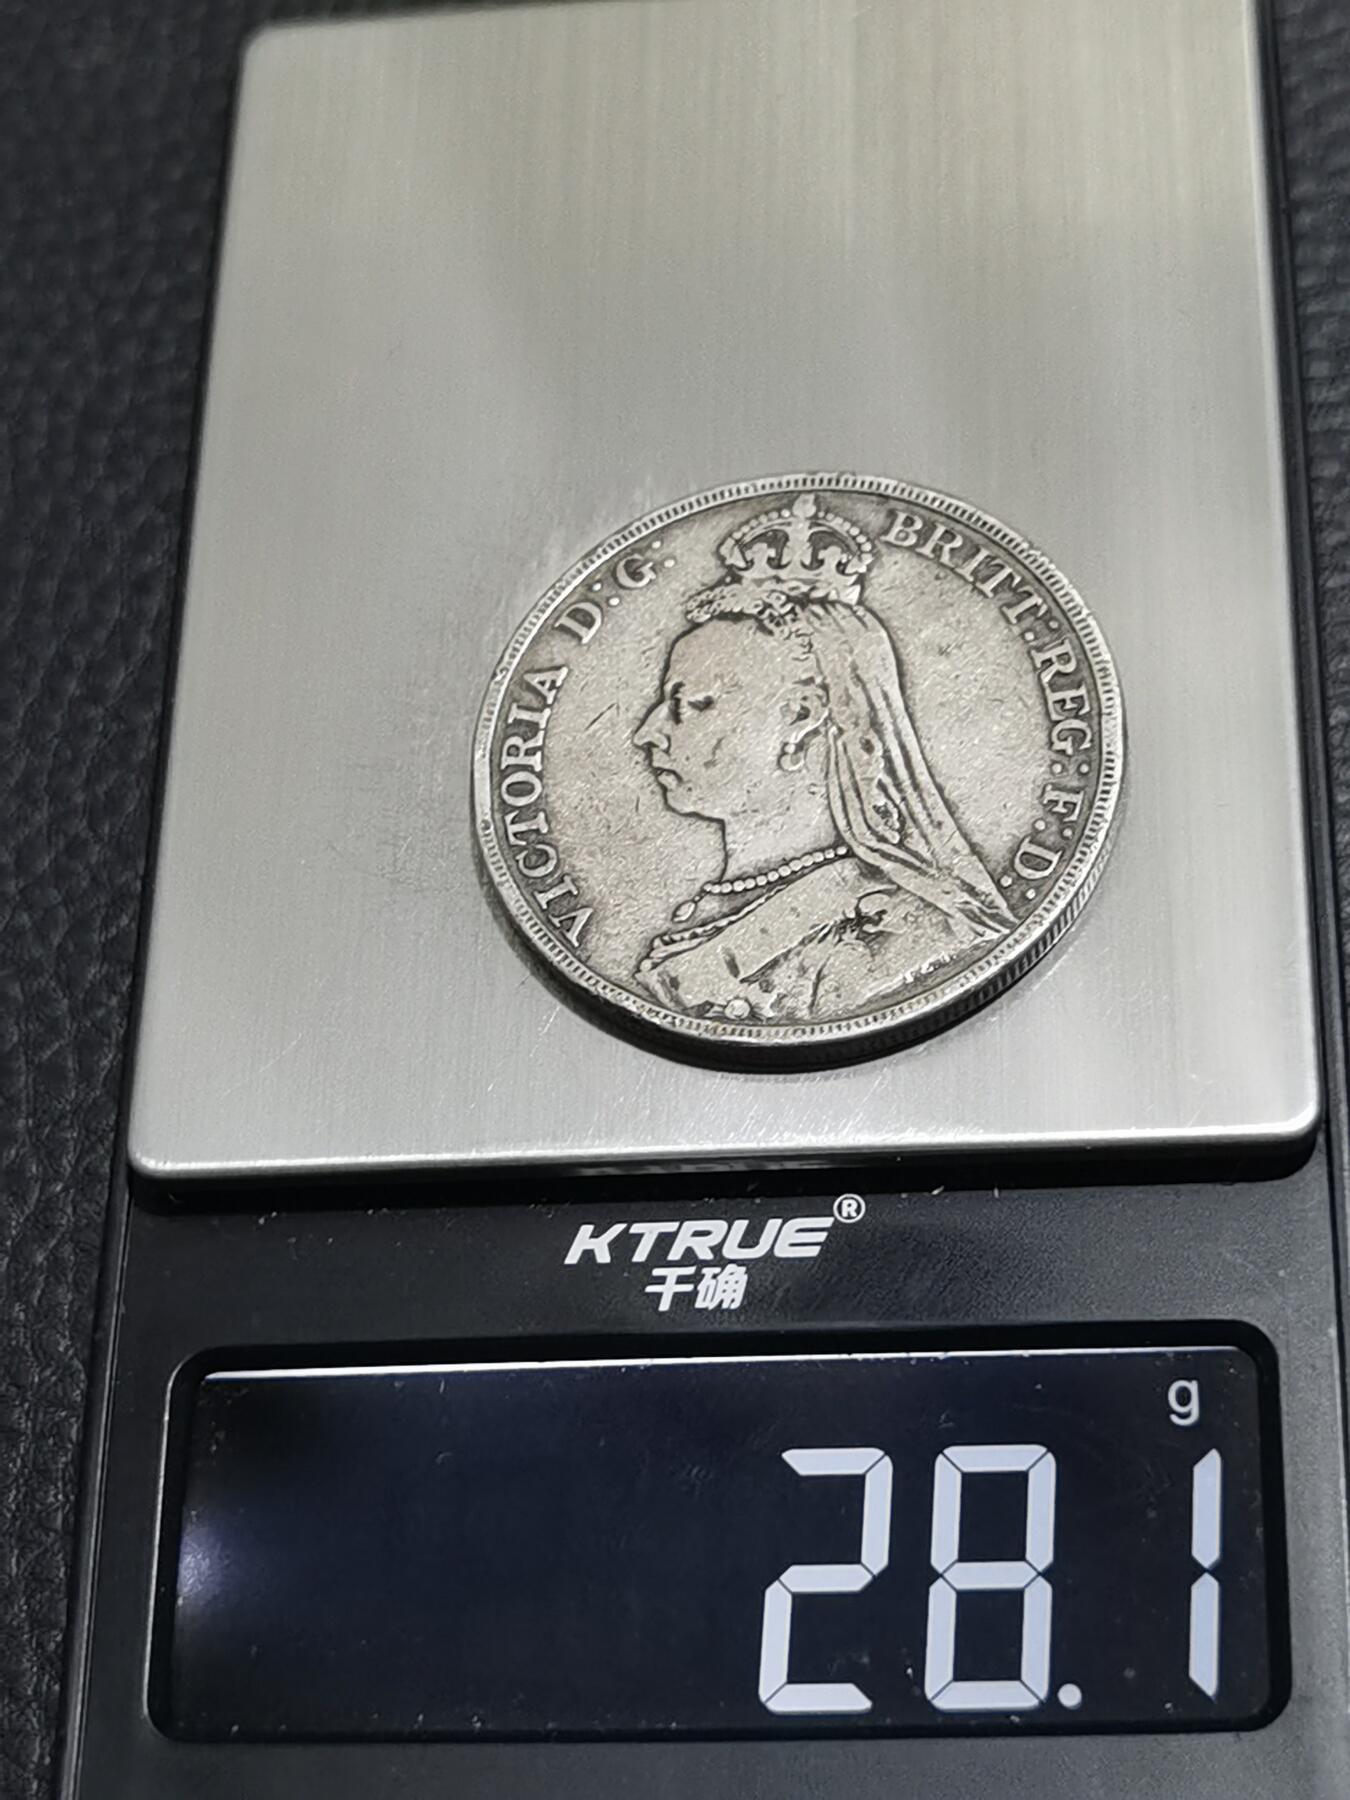 VICTORIA D:G: BRITT:REG:F:D:
KTRUE®
千确
g
28.1